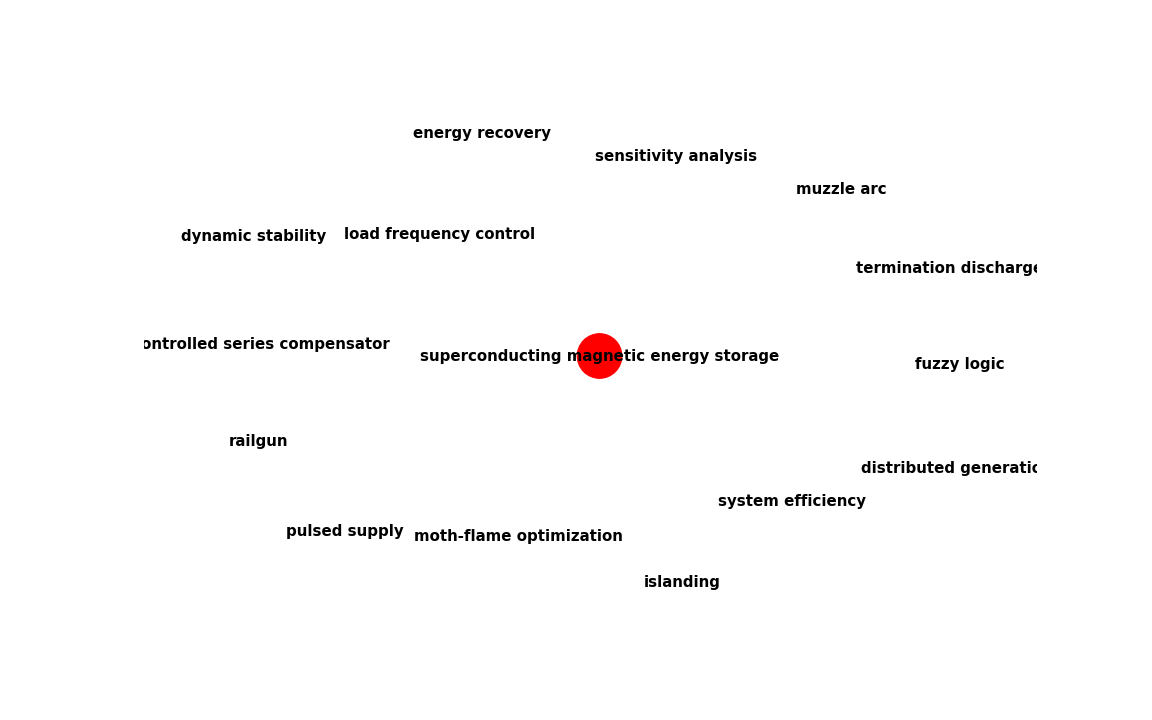 energy recovery
sensitivity analysis
muzzle arc
load frequency control
dynamic stability
termination discharge
ontrolled series compensator
superconducting magnetic energy storage
fuzzy logic
railgun
distributed generatio
system efficiency
pulsed supply
moth-flame optimization
islanding